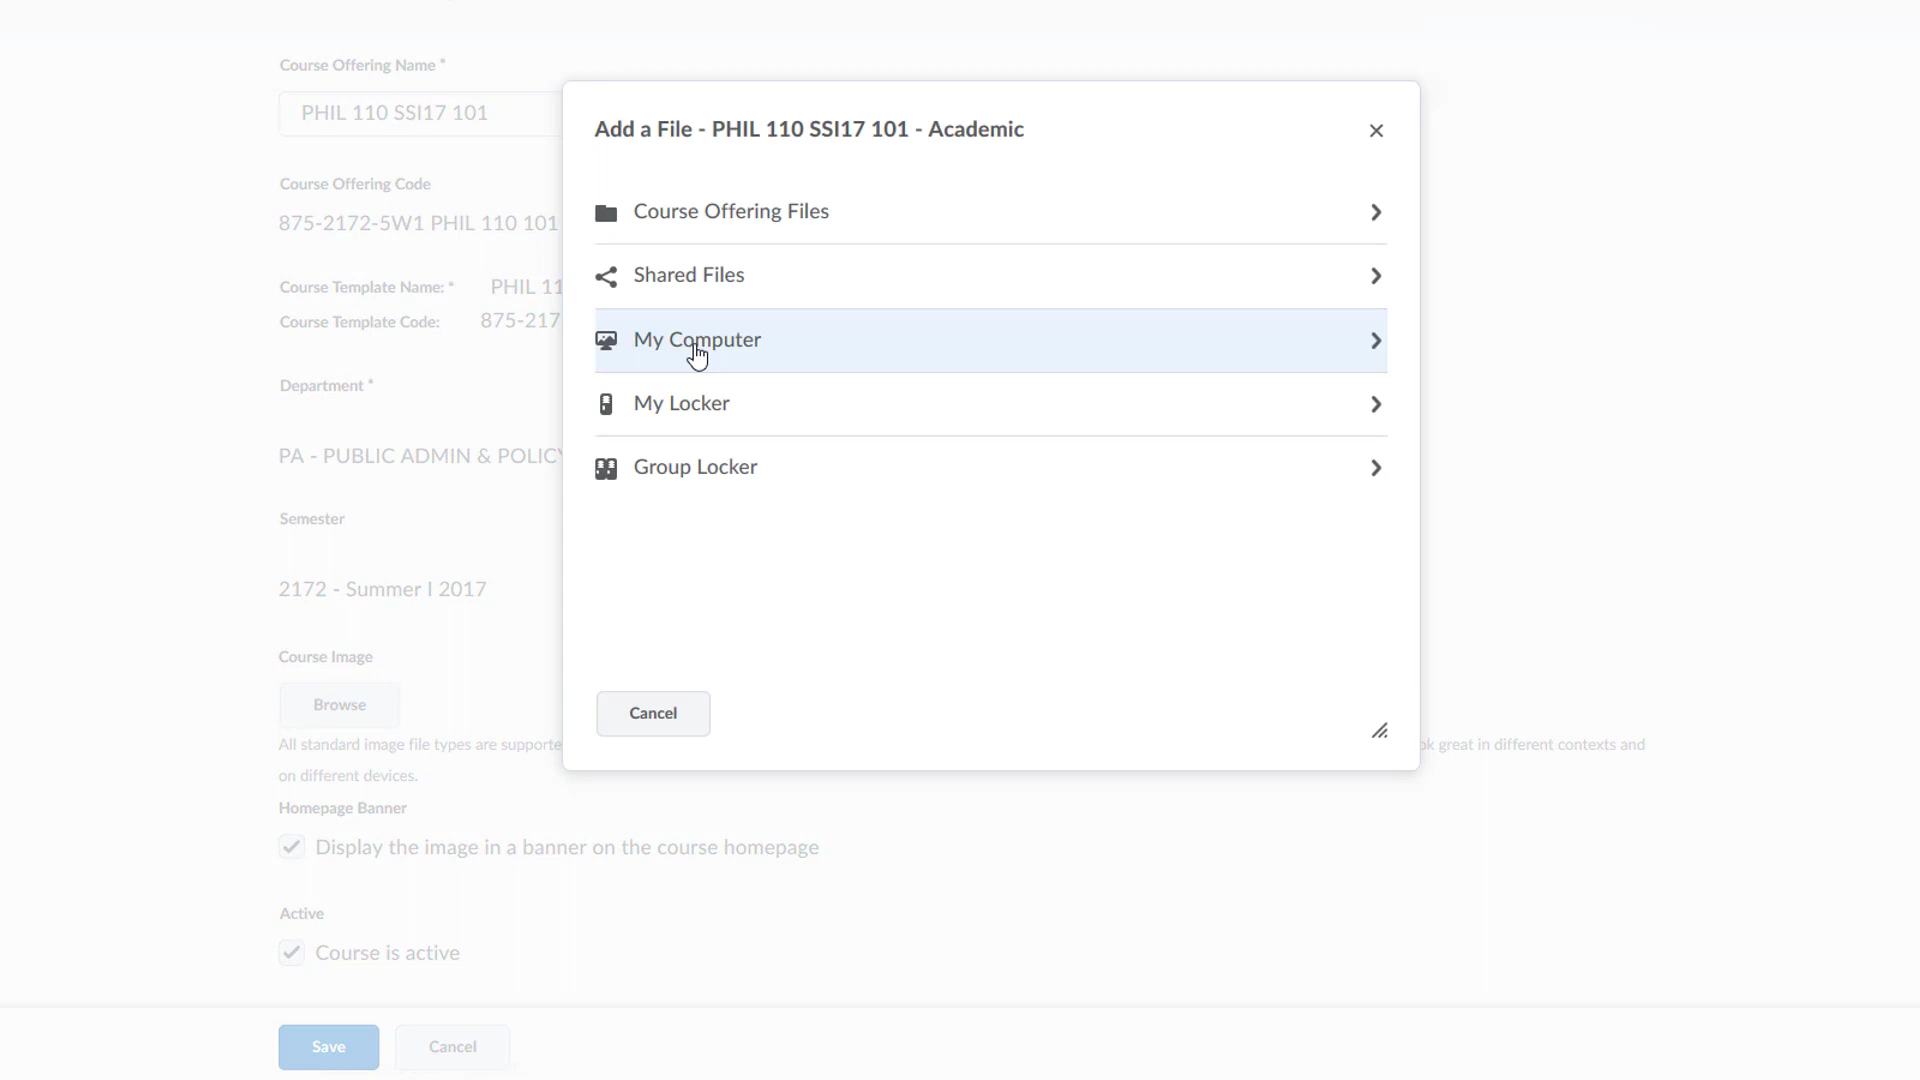 Course Offering Name *
PHIL 110 SSI17 101
Course Offering Code
875-2172-5W1 PHIL 110 101
Course Template Name: * PHIL 11
Course Template Code: 875-217
Department *
PA - PUBLIC ADMIN & POLICY
Semester
2172 - Summer I 2017
Course Image
Browse
All standard image file types are supporte
ok great in different contexts and
on different devices.
Homepage Banner
Display the image in a banner on the course homepage
Active
Course is active
Save Cancel
Add a File - PHIL 110 SSI17 101 - Academic
Course Offering Files
Shared Files
My Computer
My Locker
Group Locker
Cancel